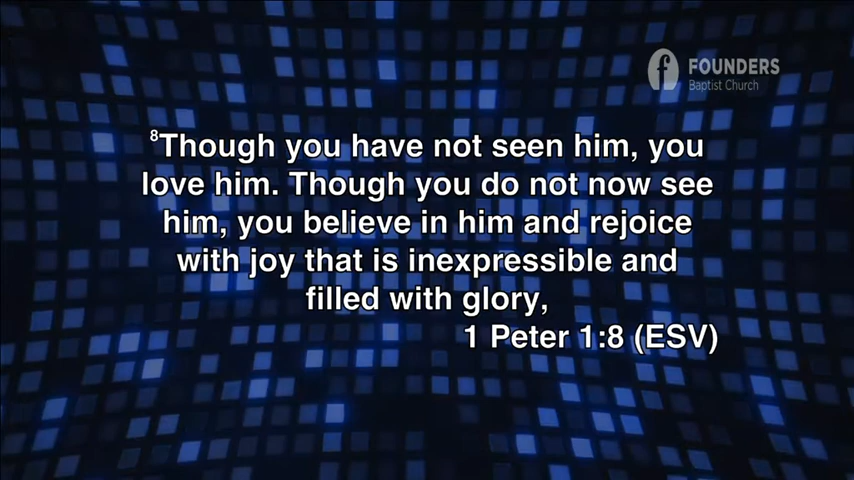 FOUNDERS
Baptist Church
8Though you have not seen him, you
love him. Though you do not now see
him, you believe in him and rejoice
with joy that is inexpressible and
filled with glory,
1 Peter 1:8 (ESV)